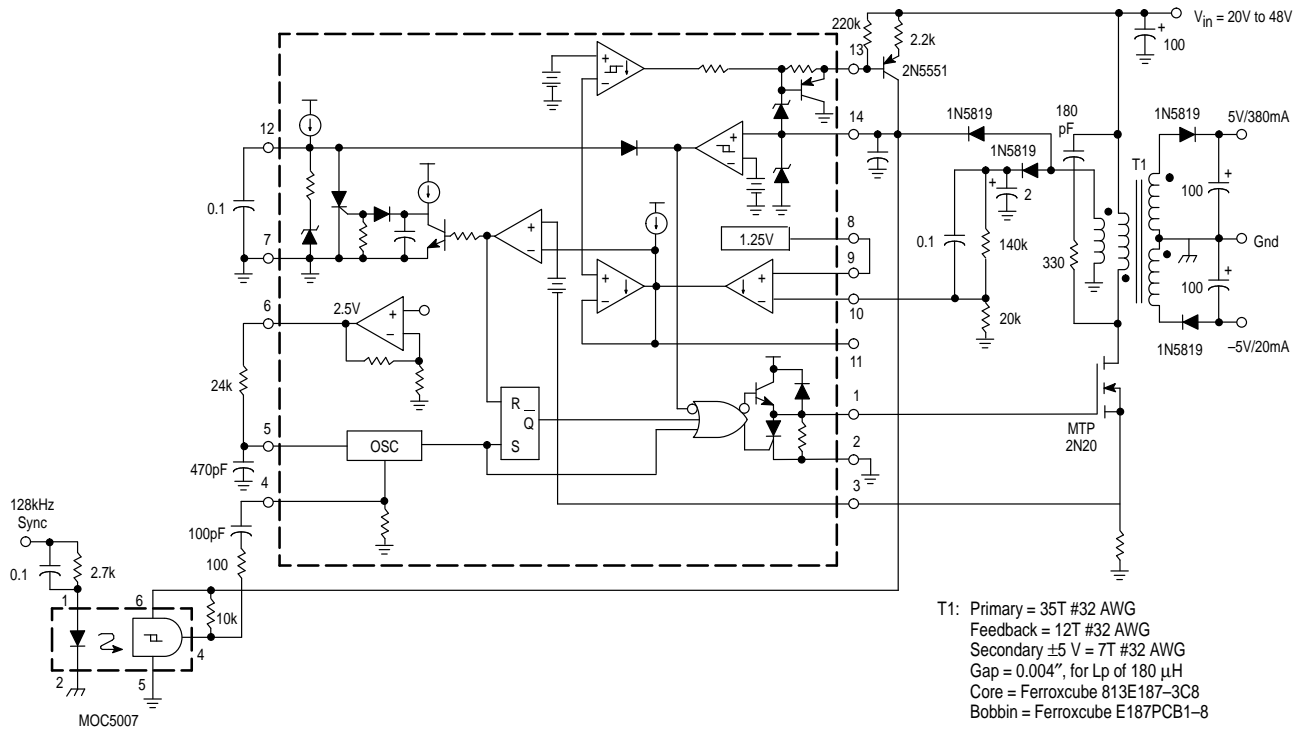 V_in = 20V to 48V
220k
2.2k
+
100
13
2N5551
+
–
12
14
1N5819
180
pF
1N5819
5V/380mA
1N5819
T1
+
100
0.1
7
+
–
8
1.25V
9
+
2
0.1
140k
Gnd
330
+
100
6
2.5V
+
–
+
–
+
–
10
20k
1N5819
–5V/20mA
11
24k
R
Q
S
1
MTP
2N20
5
OSC
2
470pF
4
3
128kHz
Sync
100pF
100
0.1
2.7k
1
6
10k
4
2
5
MOC5007
T1: Primary = 35T #32 AWG
Feedback = 12T #32 AWG
Secondary ±5 V = 7T #32 AWG
Gap = 0.004″, for Lp of 180 μH
Core = Ferroxcube 813E187–3C8
Bobbin = Ferroxcube E187PCB1–8